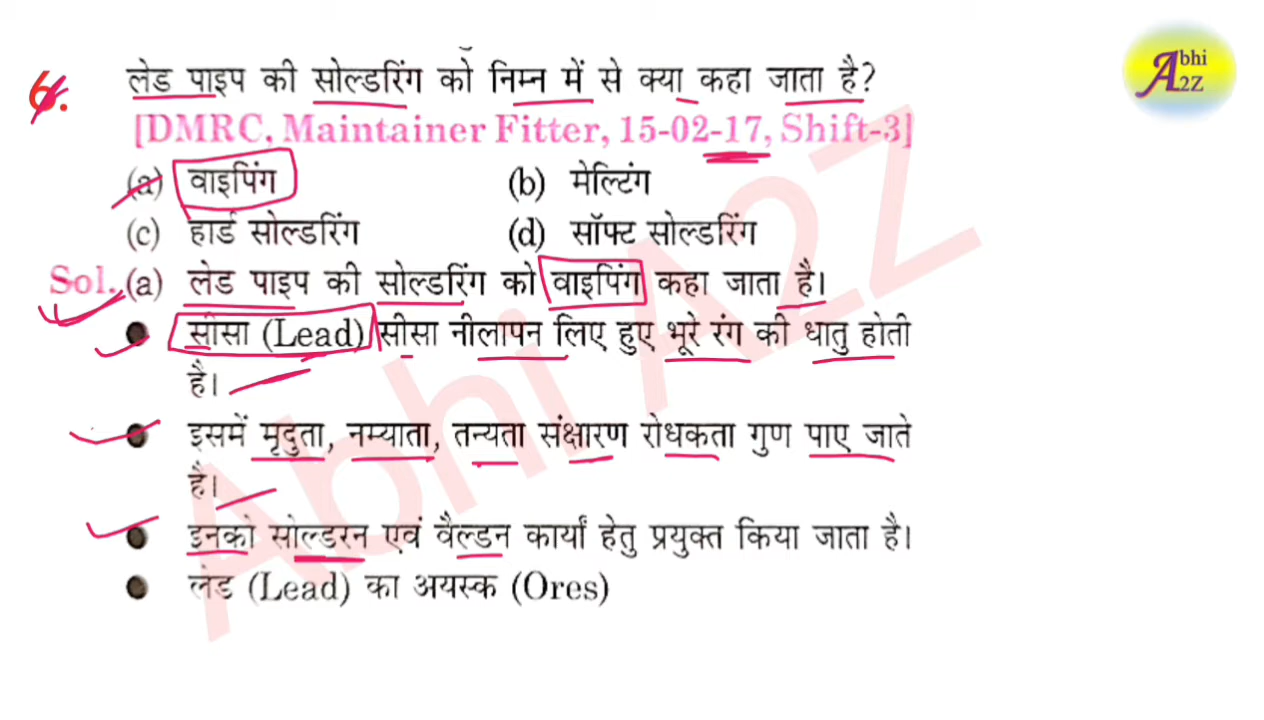 Abhi
A2Z
6. लेड पाइप की सोल्डरिंग को निम्न में से क्या कहा जाता है?
[DMRC, Maintainer Fitter, 15-02-17, Shift-3]
(a) वाइपिंग (b) मेल्टिंग
(c) हार्ड सोल्डरिंग (d) सॉफ्ट सोल्डरिंग
Sol. (a) लेड पाइप की सोल्डरिंग को वाइपिंग कहा जाता है।
● सीसा (Lead) सीसा नीलापन लिए हुए भूरे रंग की धातु होती
है।
● इसमें मृदुता, नम्याता, तन्यता संक्षारण रोधकता गुण पाए जाते
है।
● इनको सोल्डरन एवं वैल्डन कार्यां हेतु प्रयुक्त किया जाता है।
● लेड (Lead) का अयस्क (Ores)
Abhi A2Z